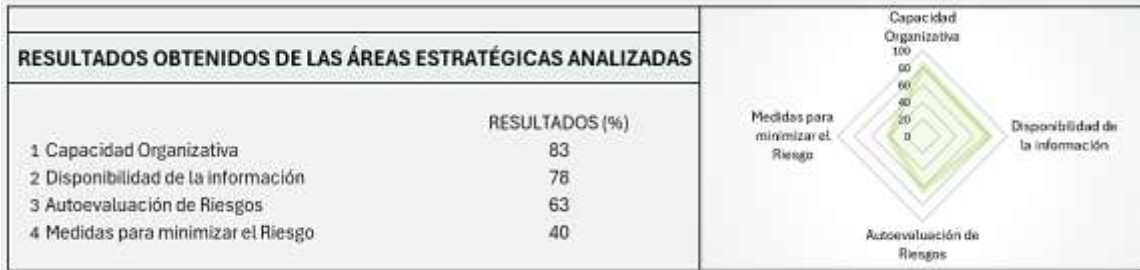 RESULTADOS OBTENIDOS DE LAS ÁREAS ESTRATÉGICAS ANALIZADAS
RESULTADOS (%)
1 Capacidad Organizativa 83
2 Disponibilidad de la información 78
3 Autoevaluación de Riesgos 63
4 Medidas para minimizar el Riesgo 40
Capacidad
Organizativa
100
80
60
40
20
0
Medidas para
minimizar el
Riesgo
Disponibilidad de
la información
Autoevaluación de
Riesgos